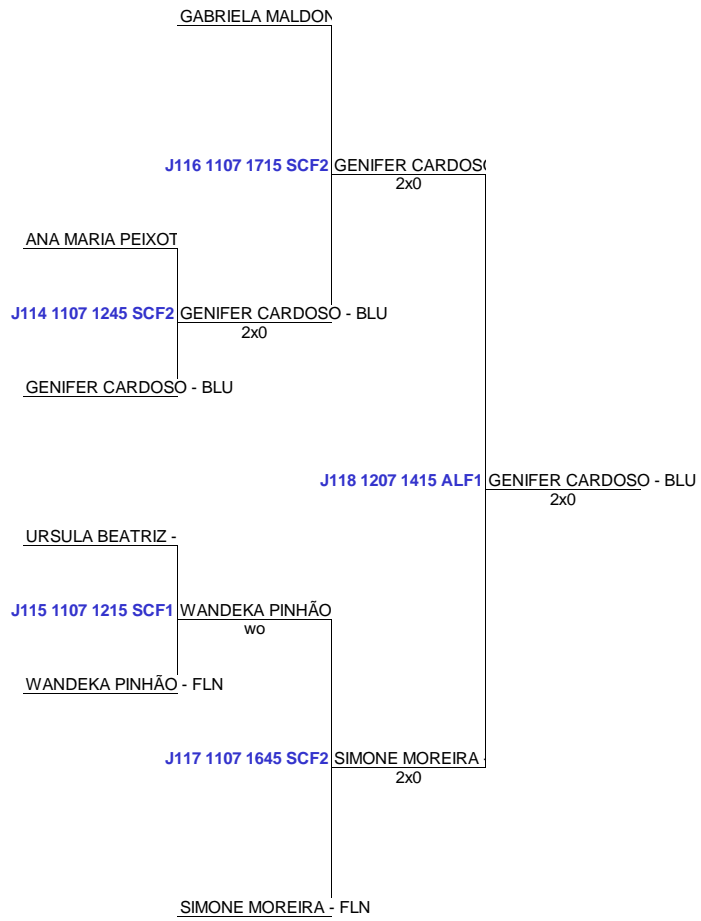 GABRIELA MALDON
J116 1107 1715 SCF2 GENIFER CARDOSO
2x0
ANA MARIA PEIXOT
J114 1107 1245 SCF2 GENIFER CARDOSO - BLU
2x0
GENIFER CARDOSO - BLU
J118 1207 1415 ALF1 GENIFER CARDOSO - BLU
2x0
URSULA BEATRIZ -
J115 1107 1215 SCF1 WANDEKA PINHÃO
wo
WANDEKA PINHÃO - FLN
J117 1107 1645 SCF2 SIMONE MOREIRA -
2x0
SIMONE MOREIRA - FLN